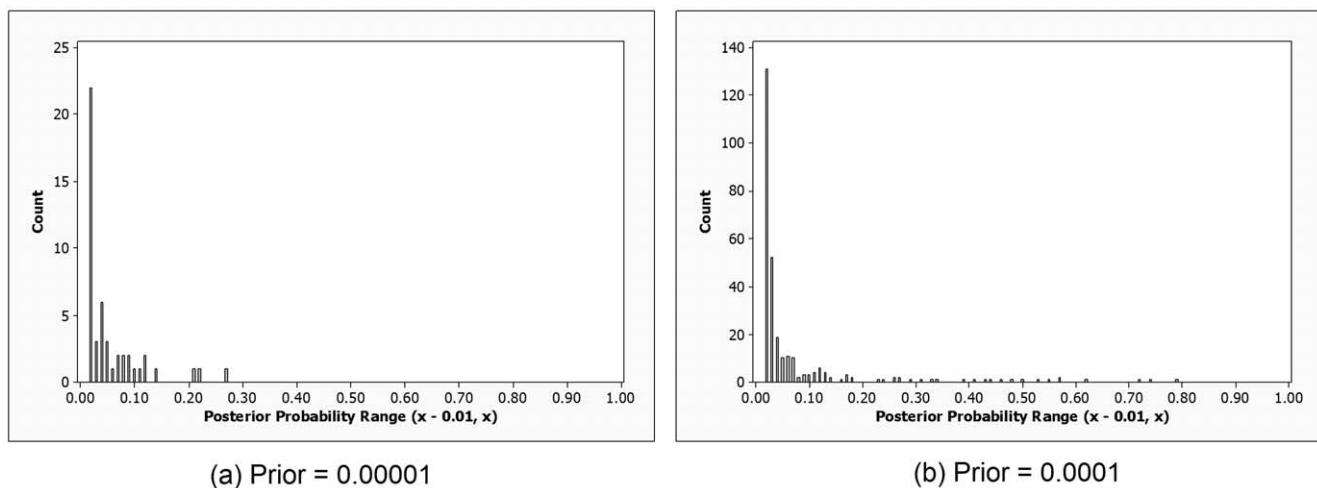 25
20
15
10
5
0
Count
0.00 0.10 0.20 0.30 0.40 0.50 0.60 0.70 0.80 0.90 1.00
Posterior Probability Range (x - 0.01, x)
(a) Prior = 0.00001
140
120
100
80
60
40
20
0
Count
0.00 0.10 0.20 0.30 0.40 0.50 0.60 0.70 0.80 0.90 1.00
Posterior Probability Range (x - 0.01, x)
(b) Prior = 0.0001